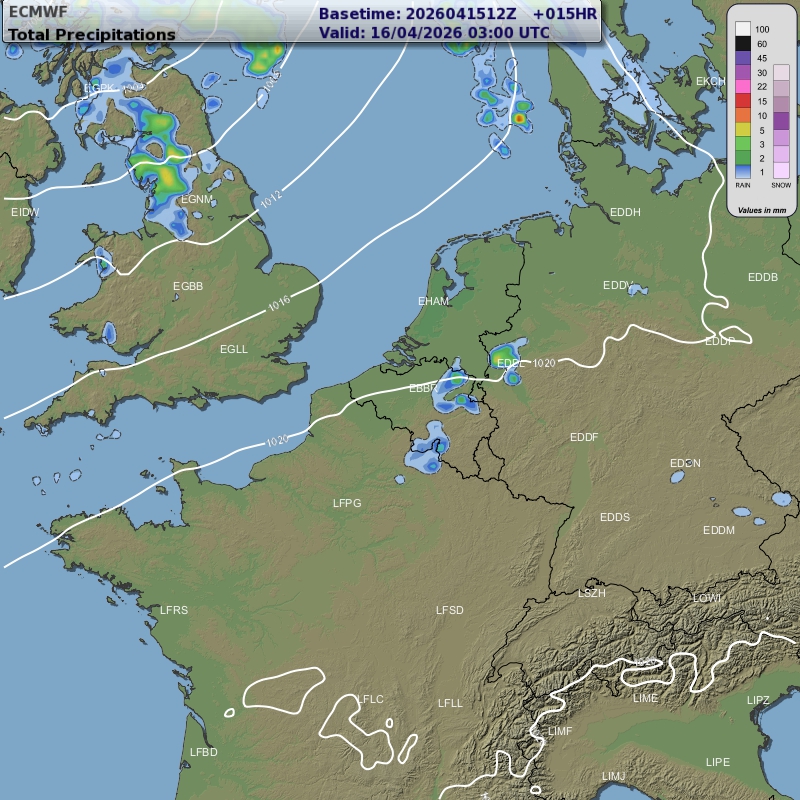 ECMWF
Basetime: 2026041512Z +015HR
Total Precipitations
Valid: 16/04/2026 03:00 UTC
100
60
45
30
22
15
10
5
3
2
1
RAIN SNOW
Values in mm
EGPK
EKCH
EIDW
EGNM
1012
EDDH
EGBB
EDDV
EDDB
EHAM
1016
EGLL
EDDP
EDDL
1020
EBBR
EDDF
1020
EDDN
LFPG
EDDS
EDDM
LSZH
LOWI
LFRS
LFSD
LFLC
LFLL
LIME
LIPZ
LIMF
LFBD
LIPE
LIMJ